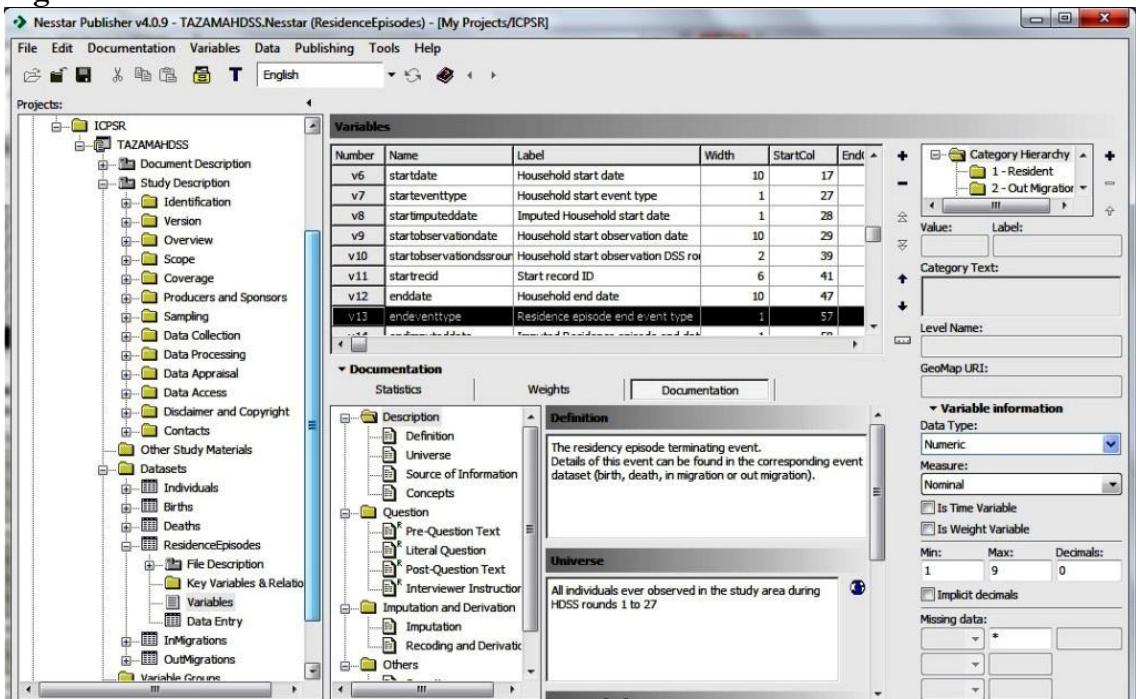 Nesstar Publisher v4.0.9 - TAZAMAHDSS.Nesstar (ResidenceEpisodes) - [My Projects/ICPSR]
File Edit Documentation Variables Data Publishing Tools Help
T English
Projects:
ICPSR
TAZAMAHDSS
Document Description
Study Description
Identification
Version
Overview
Scope
Coverage
Producers and Sponsors
Sampling
Data Collection
Data Processing
Data Appraisal
Data Access
Disclaimer and Copyright
Contacts
Other Study Materials
Datasets
Individuals
Births
Deaths
ResidenceEpisodes
File Description
Key Variables & Relatio
Variables
Data Entry
InMigrations
OutMigrations
Variable Groups
Variables
Number Name Label Width StartCol End
v6 startdate Household start date 10 17
v7 starteventtype Household start event type 1 27
v8 startimputeddate Imputed Household start date 1 28
v9 startobservationdate Household start observation date 10 29
v10 startobservationdssroun Household start observation DSS ro 2 39
v11 startrecid Start record ID 6 41
v12 enddate Household end date 10 47
v13 endeventtype Residence episode end event type 1 57
Documentation
Statistics Weights Documentation
Description
Definition
Universe
Source of Information
Concepts
Question
R Pre-Question Text
R Literal Question
R Post-Question Text
R Interviewer Instruction
Imputation and Derivation
Imputation
Recoding and Derivatic
Others
Definition
The residency episode terminating event.
Details of this event can be found in the corresponding event
dataset (birth, death, in migration or out migration).
Universe
All individuals ever observed in the study area during
HDSS rounds 1 to 27
Category Hierarchy
1 - Resident
2 - Out Migration
Value: Label:
Category Text:
Level Name:
GeoMap URI:
Variable information
Data Type:
Numeric
Measure:
Nominal
Is Time Variable
Is Weight Variable
Min: Max: Decimals:
1 9 0
Implicit decimals
Missing data:
*